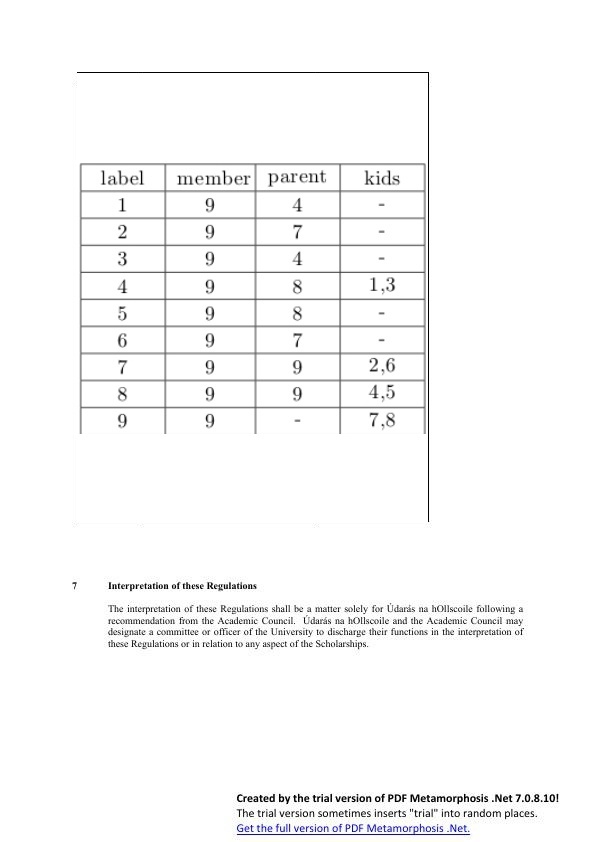 label member parent kids
1 9 4 -
2 9 7 -
3 9 4 -
4 9 8 1,3
5 9 8 -
6 9 7 -
7 9 9 2,6
8 9 9 4,5
9 9 - 7,8
7 Interpretation of these Regulations
The interpretation of these Regulations shall be a matter solely for Údarás na hOllscoile following a
recommendation from the Academic Council. Údarás na hOllscoile and the Academic Council may
designate a committee or officer of the University to discharge their functions in the interpretation of
these Regulations or in relation to any aspect of the Scholarships.
Created by the trial version of PDF Metamorphosis .Net 7.0.8.10!
The trial version sometimes inserts "trial" into random places.
Get the full version of PDF Metamorphosis .Net.